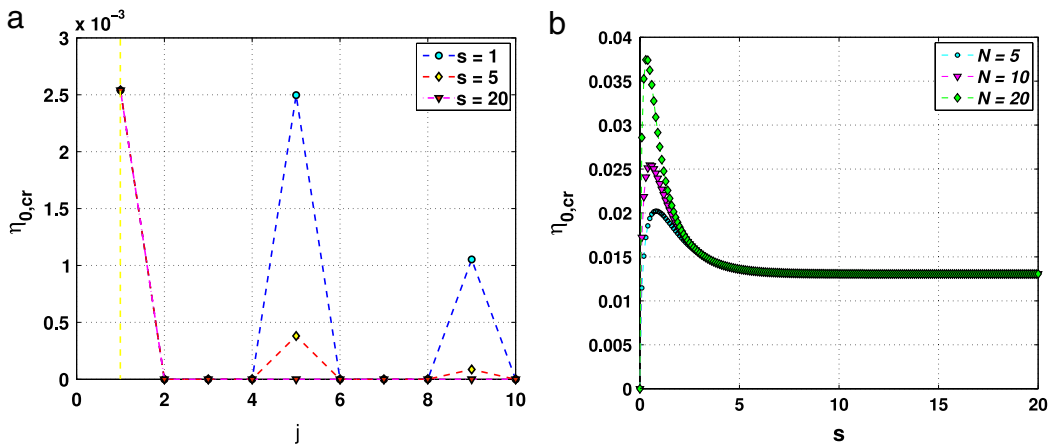 a
x 10⁻³
3
2.5
2
1.5
1
0.5
0
η0,cr
0 2 4 6 8 10
j
s = 1
s = 5
s = 20
b
0.04
0.035
0.03
0.025
0.02
0.015
0.01
0.005
0
η0,cr
0 5 10 15 20
s
N = 5
N = 10
N = 20